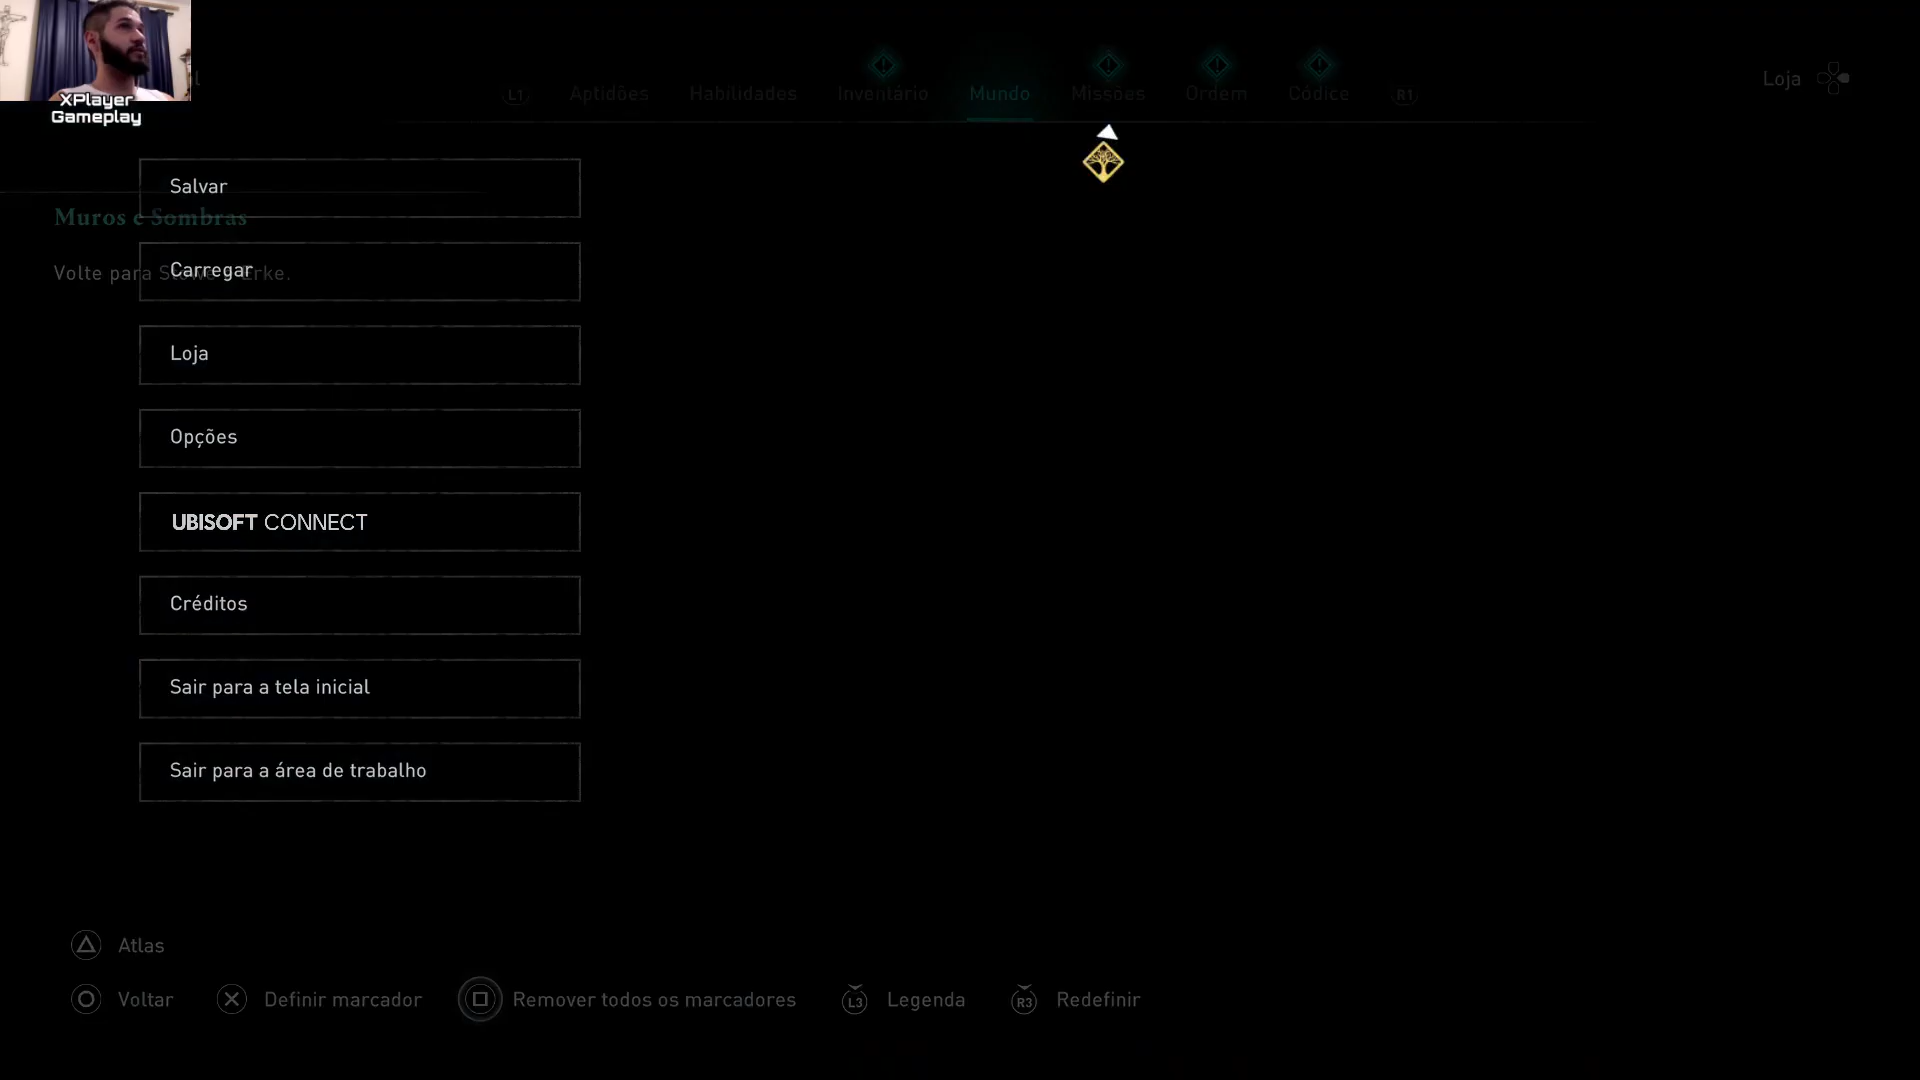 XPlayer
Gameplay
L1
Aptidões
Habilidades
Inventário
Mundo
Missões
Ordem
Códice
R1
Loja
Salvar
Muros e Sombras
Volte para
Erke.
Carregar
Loja
Opções
UBISOFT CONNECT
Créditos
Sair para a tela inicial
Sair para a área de trabalho
Atlas
Voltar
Definir marcador
Remover todos os marcadores
L3
Legenda
R3
Redefinir